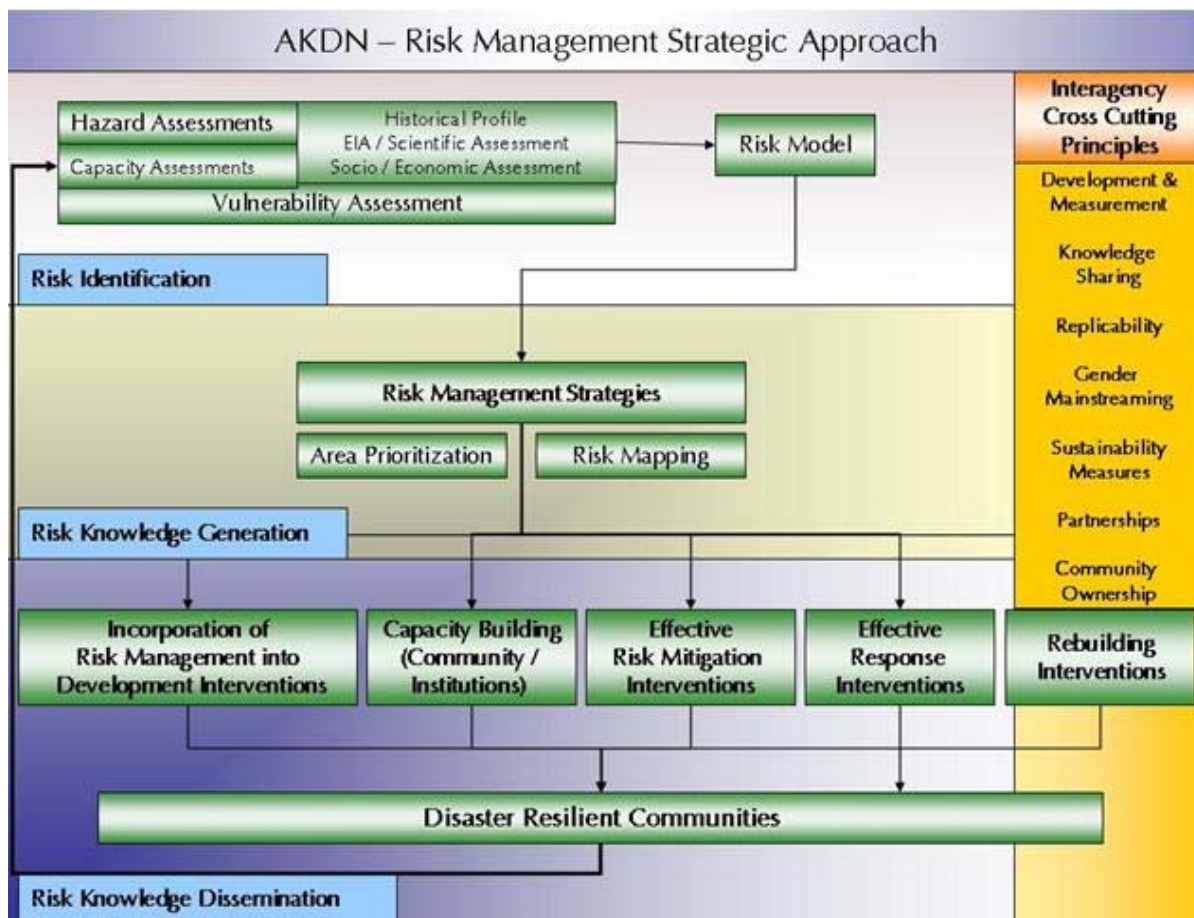 AKDN – Risk Management Strategic Approach
Hazard Assessments
Capacity Assessments
Historical Profile
EIA / Scientific Assessment
Socio / Economic Assessment
Vulnerability Assessment
Risk Model
Risk Identification
Interagency
Cross Cutting
Principles
Development &
Measurement
Knowledge
Sharing
Replicability
Gender
Mainstreaming
Sustainability
Measures
Partnerships
Community
Ownership
Risk Management Strategies
Area Prioritization
Risk Mapping
Risk Knowledge Generation
Incorporation of
Risk Management into
Development Interventions
Capacity Building
(Community /
Institutions)
Effective
Risk Mitigation
Interventions
Effective
Response
Interventions
Rebuilding
Interventions
Disaster Resilient Communities
Risk Knowledge Dissemination